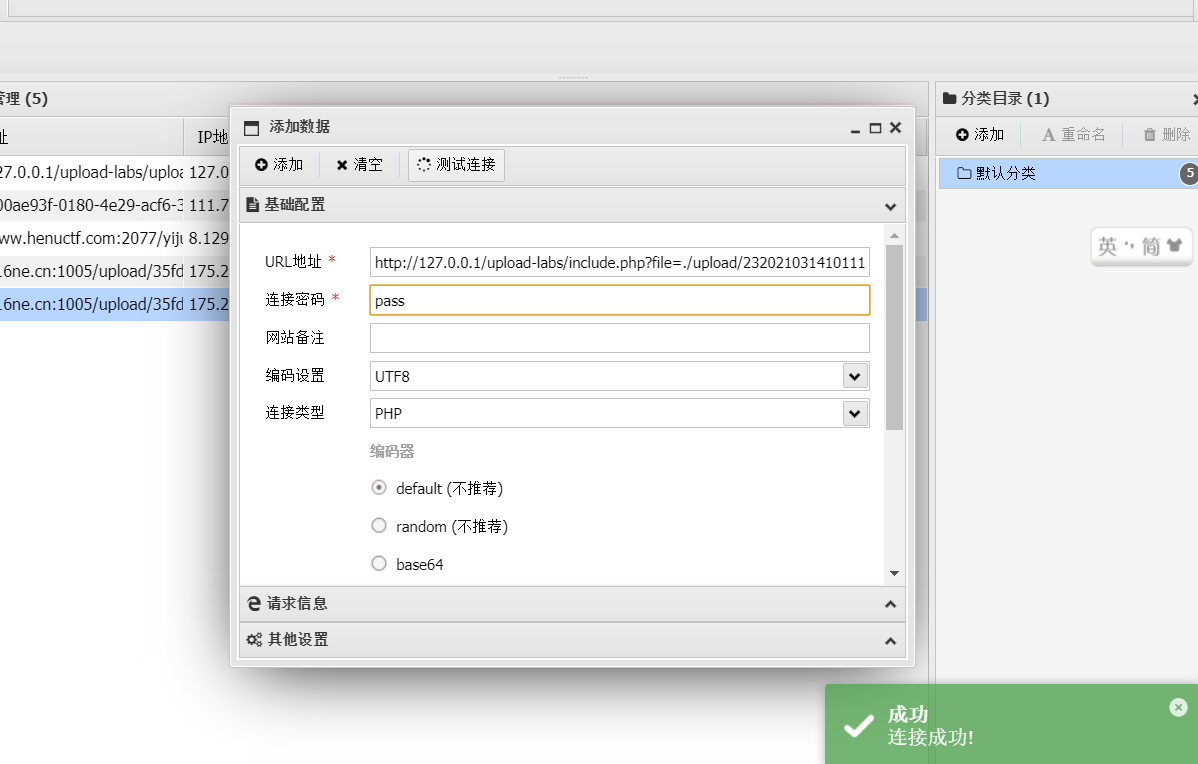 管理 (5)
分类目录 (1)
址
IP地
添加数据
添加
重命名
删除
添加
清空
测试连接
27.0.0.1/upload-labs/uploa
127.0
默认分类
5
基础配置
00ae93f-0180-4e29-acf6-3
111.7
ww.henuctf.com:2077/yiju
8.129
英
简
URL地址 *
http://127.0.0.1/upload-labs/include.php?file=./upload/232021031410111
16ne.cn:1005/upload/35fd
175.2
连接密码 *
pass
16ne.cn:1005/upload/35fd
175.2
网站备注
编码设置
UTF8
连接类型
PHP
编码器
default (不推荐)
random (不推荐)
base64
请求信息
其他设置
成功
连接成功!